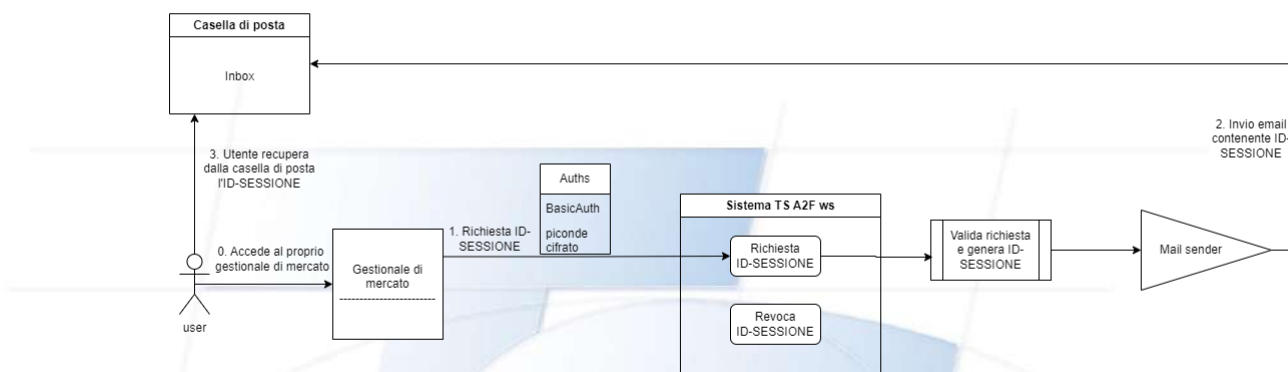 Casella di posta
Inbox
2. Invio email
contenente ID-
SESSIONE
3. Utente recupera
dalla casella di posta
l'ID-SESSIONE
Auths
BasicAuth
piconde
cifrato
Sistema TS A2F ws
0. Accede al proprio
gestionale di mercato
1. Richiesta ID-
SESSIONE
Gestionale di
mercato
Richiesta
ID-SESSIONE
Valida richiesta
e genera ID-
SESSIONE
Mail sender
Revoca
ID-SESSIONE
user